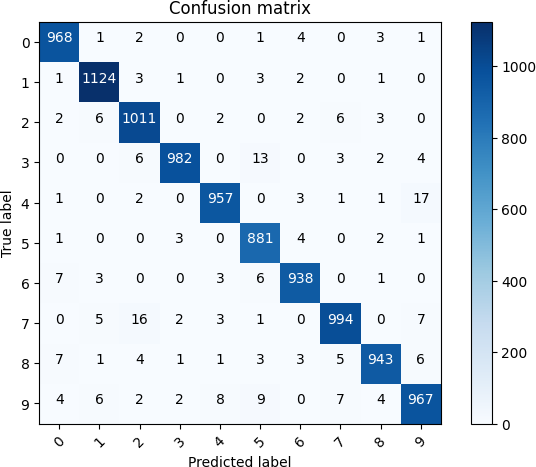 Confusion matrix
True label
0 968 1 2 0 0 1 4 0 3 1
1 1 1124 3 1 0 3 2 0 1 0
2 2 6 1011 0 2 0 2 6 3 0
3 0 0 6 982 0 13 0 3 2 4
4 1 0 2 0 957 0 3 1 1 17
5 1 0 0 3 0 881 4 0 2 1
6 7 3 0 0 3 6 938 0 1 0
7 0 5 16 2 3 1 0 994 0 7
8 7 1 4 1 1 3 3 5 943 6
9 4 6 2 2 8 9 0 7 4 967
0 1 2 3 4 5 6 7 8 9
Predicted label
1000
800
600
400
200
0